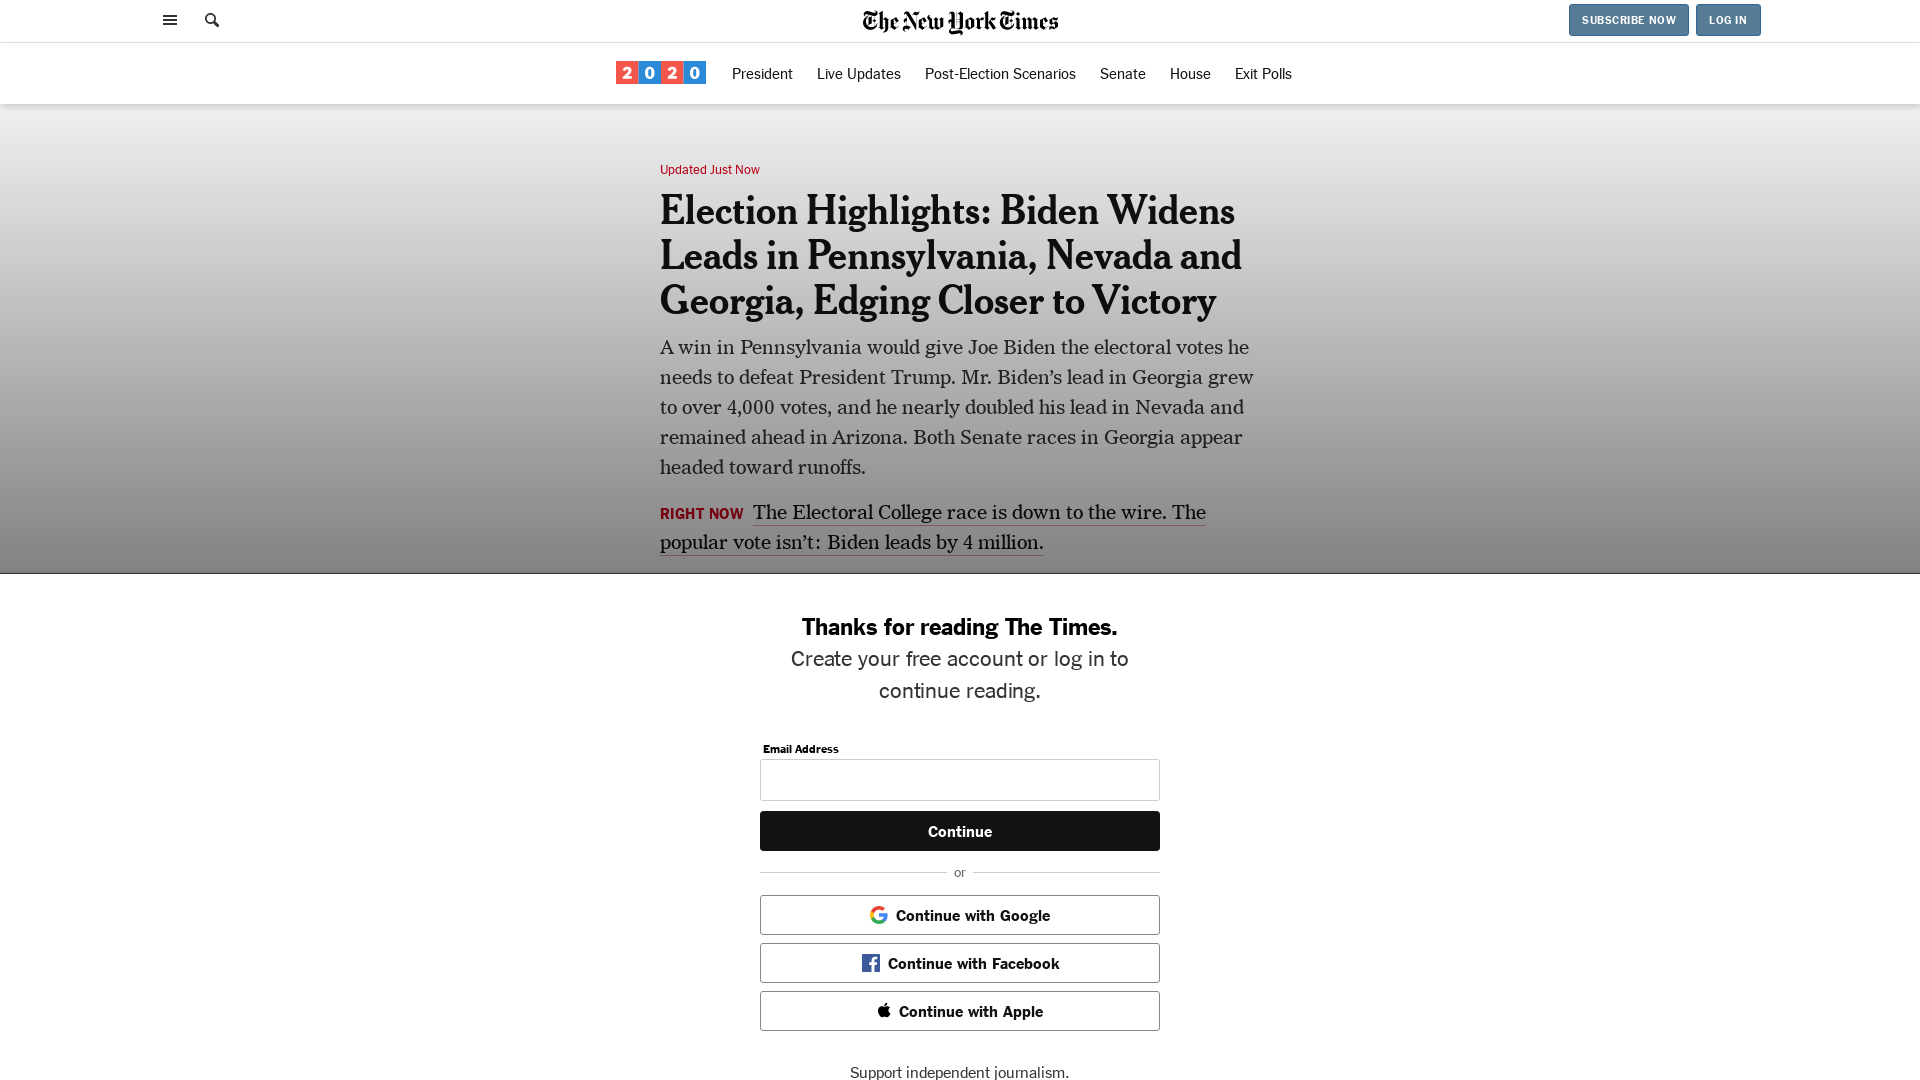 The New York Times
SUBSCRIBE NOW
LOG IN
2020
President
Live Updates
Post-Election Scenarios
Senate
House
Exit Polls
Updated Just Now
Election Highlights: Biden Widens
Leads in Pennsylvania, Nevada and
Georgia, Edging Closer to Victory
A win in Pennsylvania would give Joe Biden the electoral votes he
needs to defeat President Trump. Mr. Biden’s lead in Georgia grew
to over 4,000 votes, and he nearly doubled his lead in Nevada and
remained ahead in Arizona. Both Senate races in Georgia appear
headed toward runoffs.
RIGHT NOW The Electoral College race is down to the wire. The
popular vote isn’t: Biden leads by 4 million.
Thanks for reading The Times.
Create your free account or log in to
continue reading.
Email Address
Continue
or
Continue with Google
Continue with Facebook
Continue with Apple
Support independent journalism.